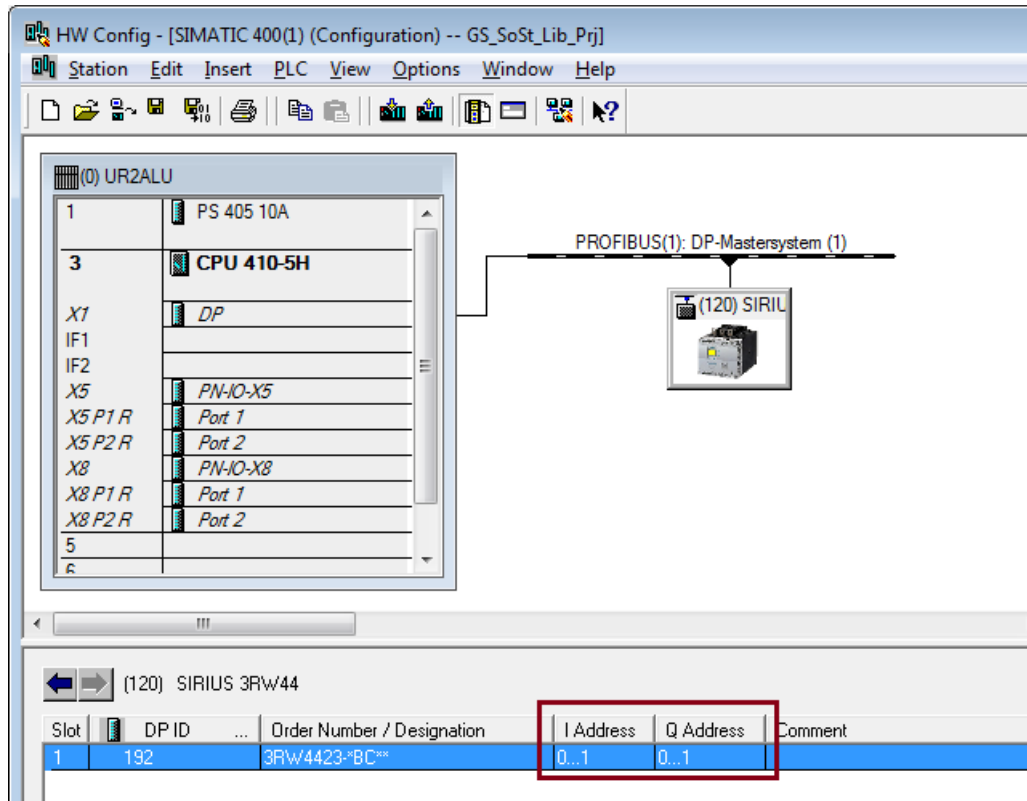 HW Config - [SIMATIC 400(1) (Configuration) -- GS_SoSt_Lib_Prj]
Station Edit Insert PLC View Options Window Help
(0) UR2ALU
1 PS 405 10A
3 CPU 410-5H
X1 DP
IF1
IF2
X5 PN-IO-X5
X5 P1 R Port 1
X5 P2 R Port 2
X8 PN-IO-X8
X8 P1 R Port 1
X8 P2 R Port 2
5
6
PROFIBUS(1): DP-Mastersystem (1)
(120) SIRIU
(120) SIRIUS 3RW44
Slot DP ID ... Order Number / Designation I Address Q Address Comment
1 192 3RW4423-*BC** 0...1 0...1